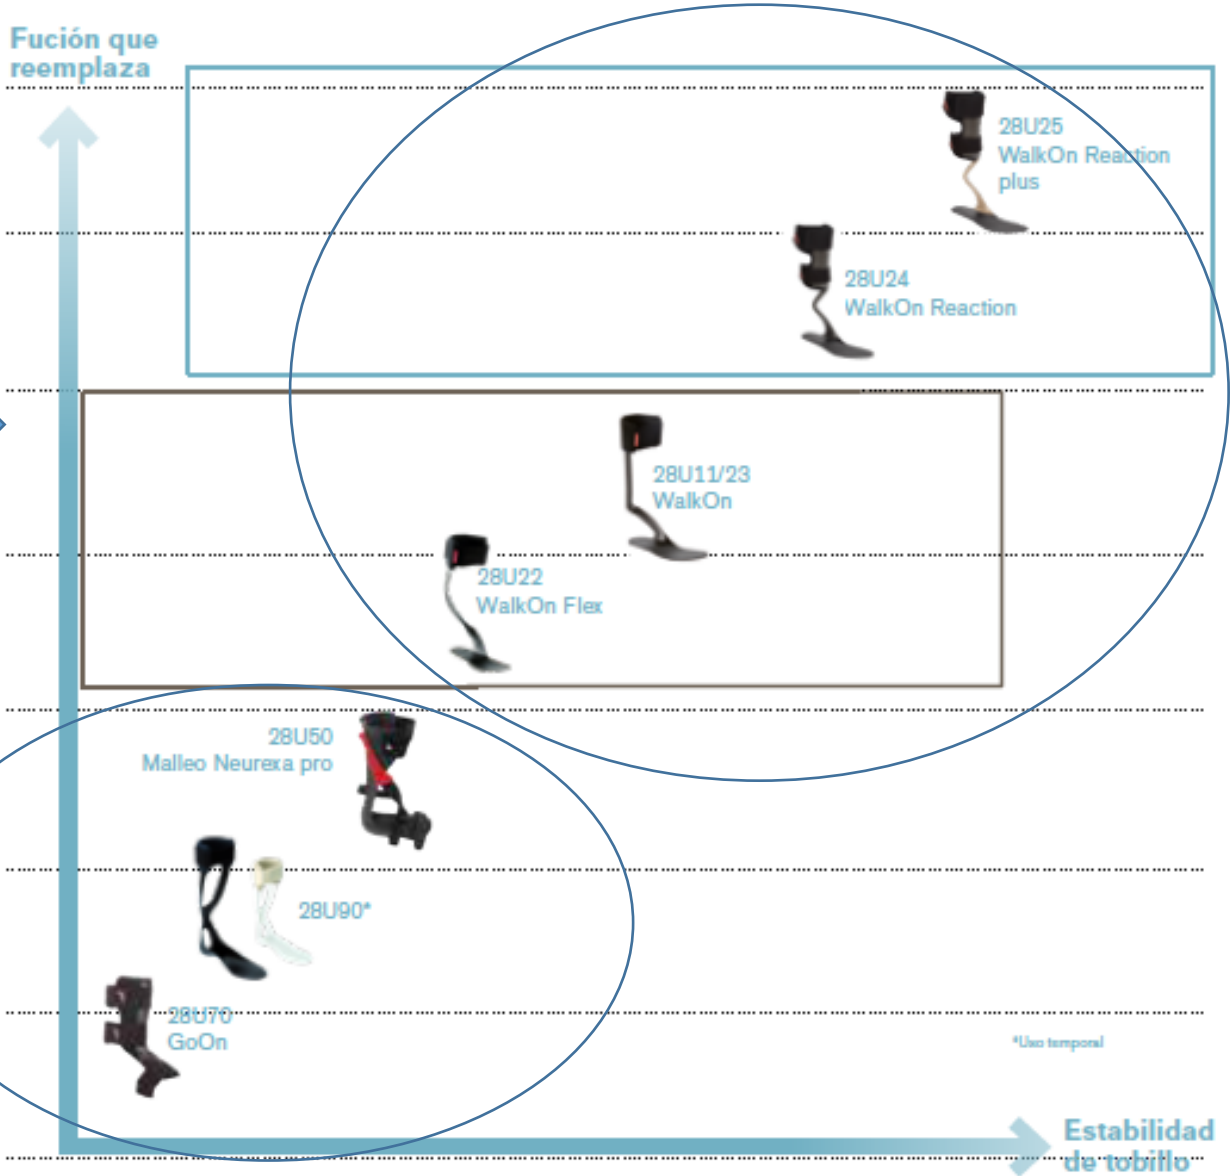 Fución que
reemplaza
28U25
WalkOn Reaction
plus
28U24
WalkOn Reaction
28U11/23
WalkOn
28U22
WalkOn Flex
28U50
Malleo Neurexa pro
28U90*
28U70
GoOn
*Uso temporal
Estabilidad
de tobillo